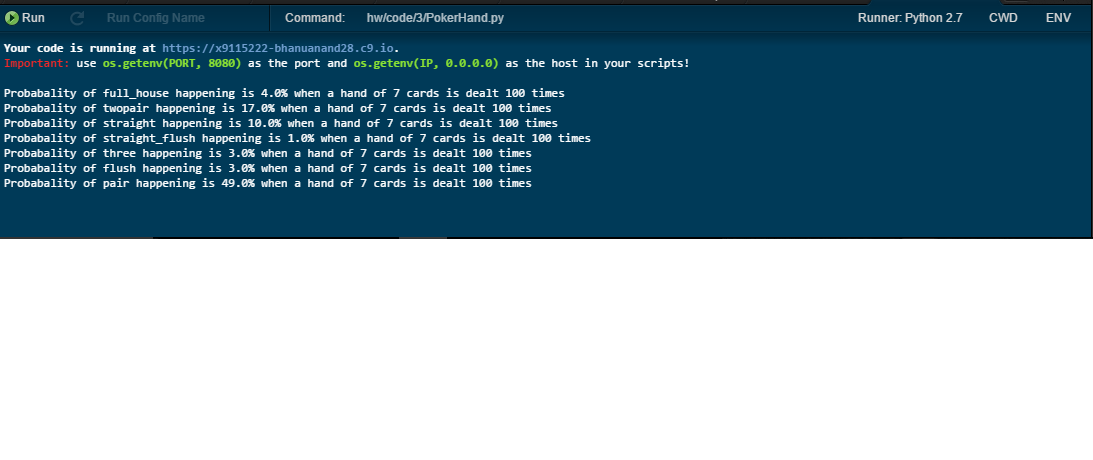 Run Run Config Name Command: hw/code/3/PokerHand.py Runner: Python 2.7 CWD ENV
Your code is running at https://x9115222-bhanuanand28.c9.io.
Important: use os.getenv(PORT, 8080) as the port and os.getenv(IP, 0.0.0.0) as the host in your scripts!
Probabality of full_house happening is 4.0% when a hand of 7 cards is dealt 100 times
Probabality of twopair happening is 17.0% when a hand of 7 cards is dealt 100 times
Probabality of straight happening is 10.0% when a hand of 7 cards is dealt 100 times
Probabality of straight_flush happening is 1.0% when a hand of 7 cards is dealt 100 times
Probabality of three happening is 3.0% when a hand of 7 cards is dealt 100 times
Probabality of flush happening is 3.0% when a hand of 7 cards is dealt 100 times
Probabality of pair happening is 49.0% when a hand of 7 cards is dealt 100 times